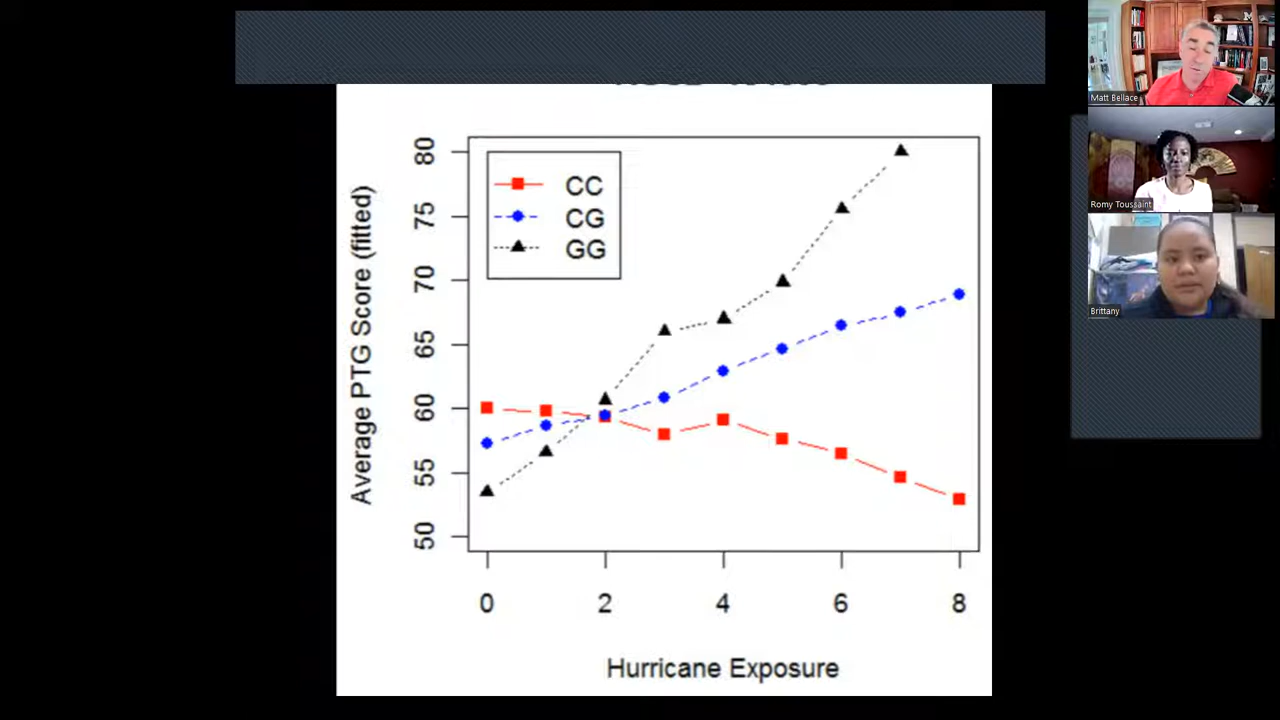 CC
CG
GG
80
75
70
65
60
55
50
Average PTG Score (fitted)
0 2 4 6 8
Hurricane Exposure
Matt Bellace
Romy Toussaint
Brittany